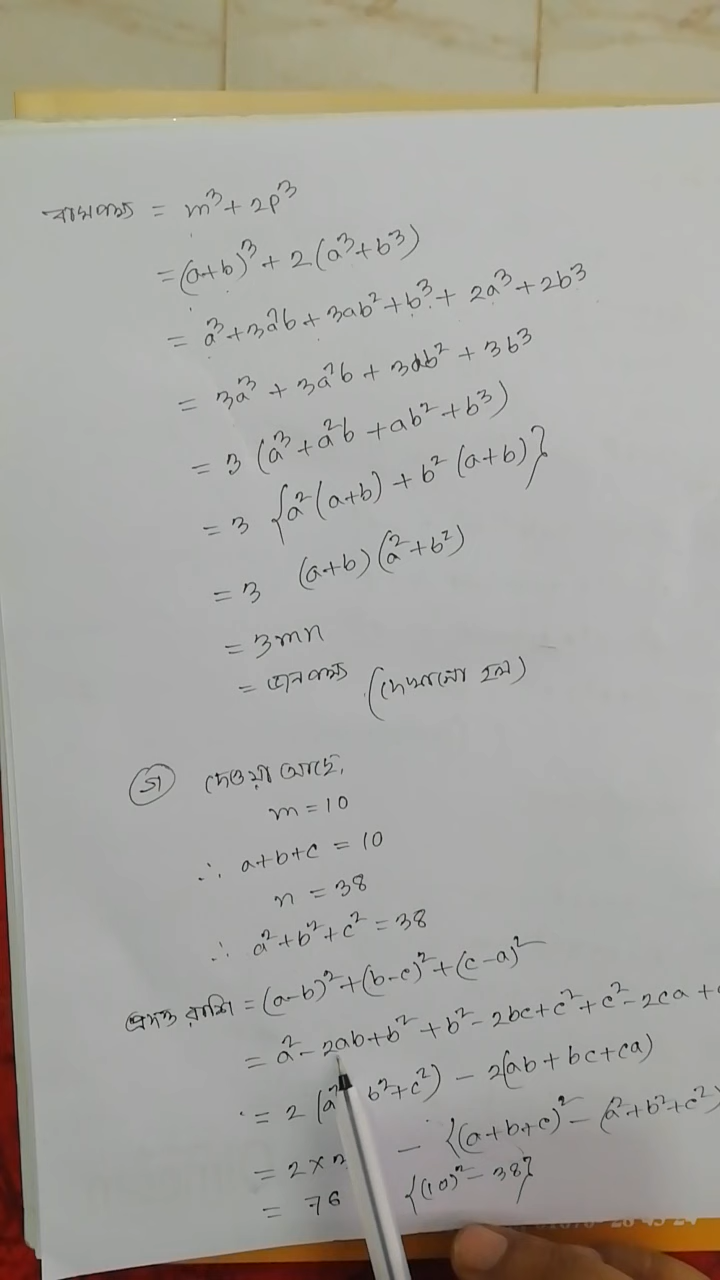 বামপক্ষ = m³ + 2p³
= (a+b)³ + 2(a³+b³)
= a³ + 3a²b + 3ab² + b³ + 2a³ + 2b³
= 3a³ + 3a²b + 3ab² + 3b³
= 3 (a³ + a²b + ab² + b³)
= 3 {a²(a+b) + b²(a+b)}
= 3 (a+b)(a²+b²)
= 3mn
= ডানপক্ষ (দেখানো হল)
গ দেওয়া আছে,
m = 10
∴ a+b+c = 10
n = 38
∴ a²+b²+c² = 38
প্রদত্ত রাশি = (a-b)²+(b-c)²+(c-a)²
= a² - 2ab + b² + b² - 2bc + c² + c² - 2ca +
= 2 (a² b²+c²) - 2(ab+bc+ca)
= 2× - {(a+b+c)² - (a²+b²+c²)
= 76 {(10)² - 38}